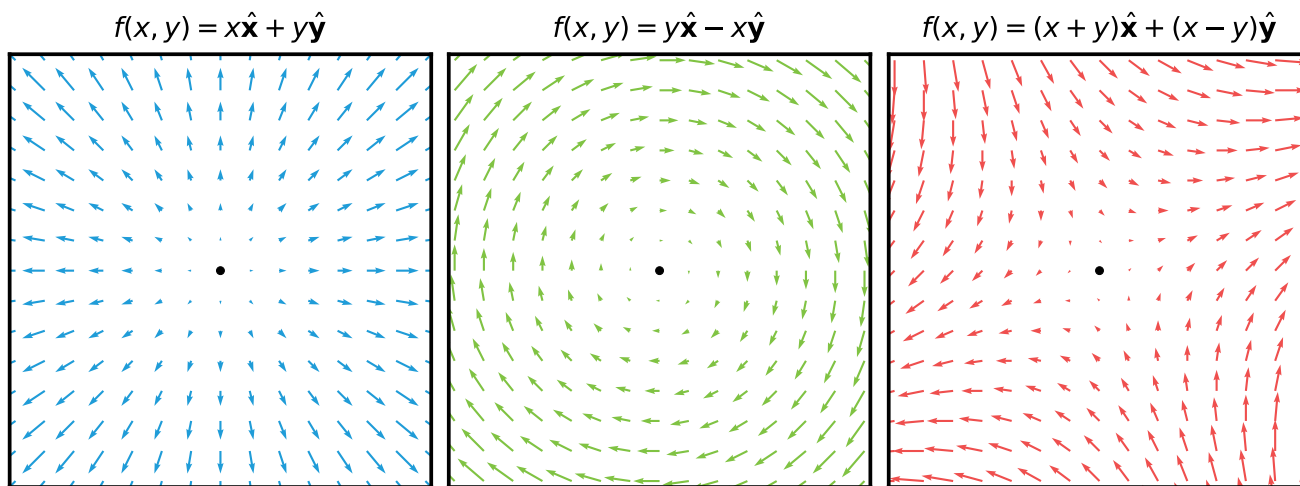 f(x, y) = xx̂ + yŷ
f(x, y) = yx̂ − xŷ
f(x, y) = (x + y)x̂ + (x − y)ŷ